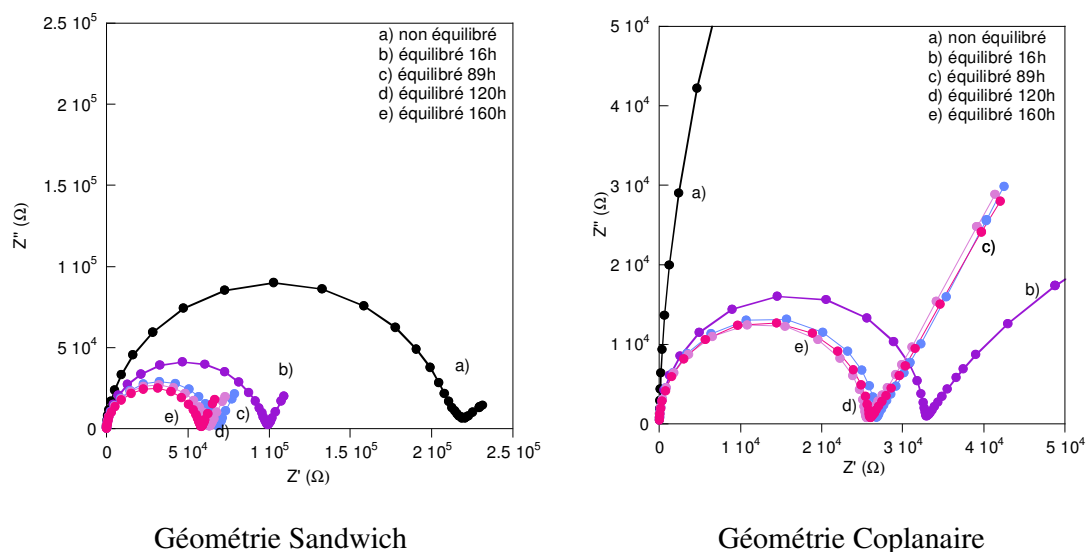 2.5 10⁵
2 10⁵
1.5 10⁵
1 10⁵
5 10⁴
0
Z'' (Ω)
a) non équilibré
b) équilibré 16h
c) équilibré 89h
d) équilibré 120h
e) équilibré 160h
b)
a)
e)
c)
d)
0
5 10⁴
1 10⁵
1.5 10⁵
2 10⁵
2.5 10⁵
Z' (Ω)
Géométrie Sandwich
5 10⁴
4 10⁴
3 10⁴
2 10⁴
1 10⁴
0
Z'' (Ω)
a) non équilibré
b) équilibré 16h
c) équilibré 89h
d) équilibré 120h
e) équilibré 160h
a)
c)
b)
e)
d)
0
1 10⁴
2 10⁴
3 10⁴
4 10⁴
5 10⁴
Z' (Ω)
Géométrie Coplanaire